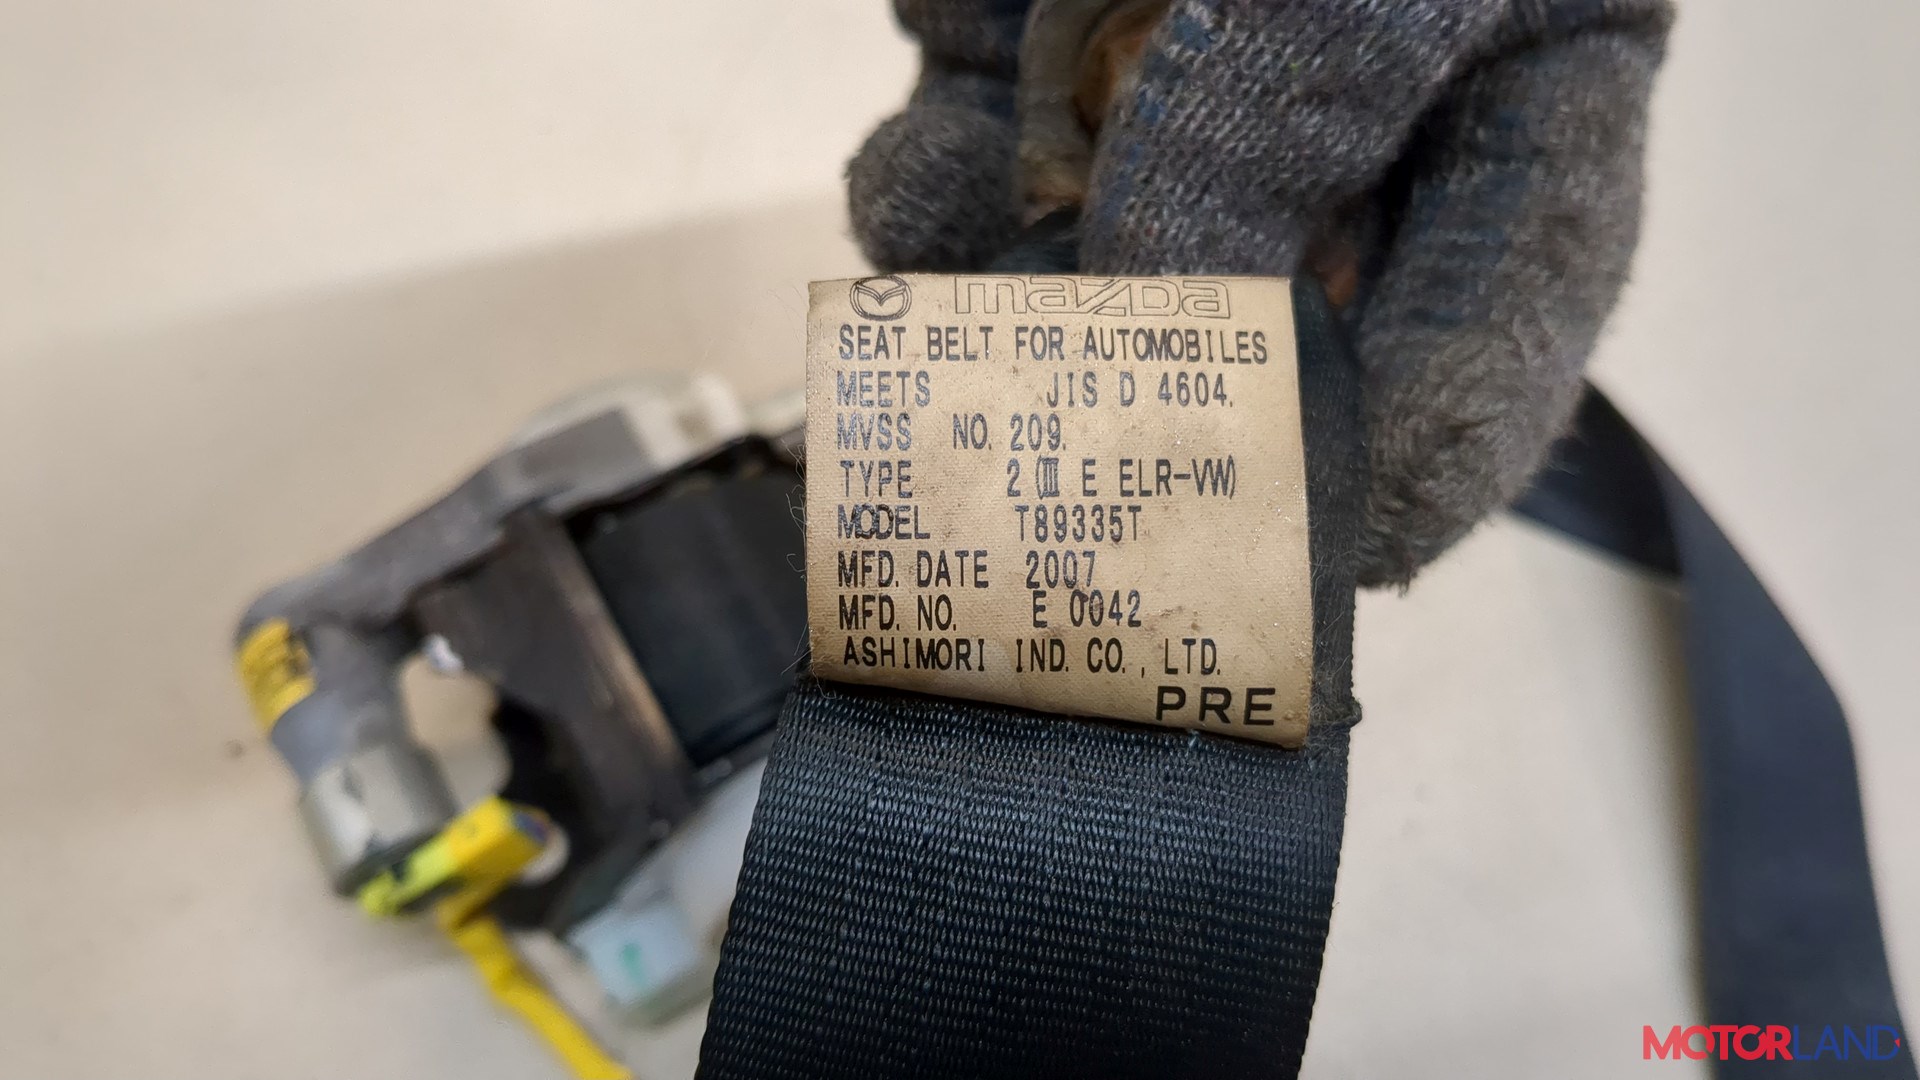 mazda
SEAT BELT FOR AUTOMOBILES
MEETS JIS D 4604.
MVSS NO. 209.
TYPE 2 (Ⅲ E ELR-VW)
MODEL T89335T
MFD. DATE 2007
MFD. NO. E 0042
ASHIMORI IND. CO., LTD.
PRE
MOTORLAND